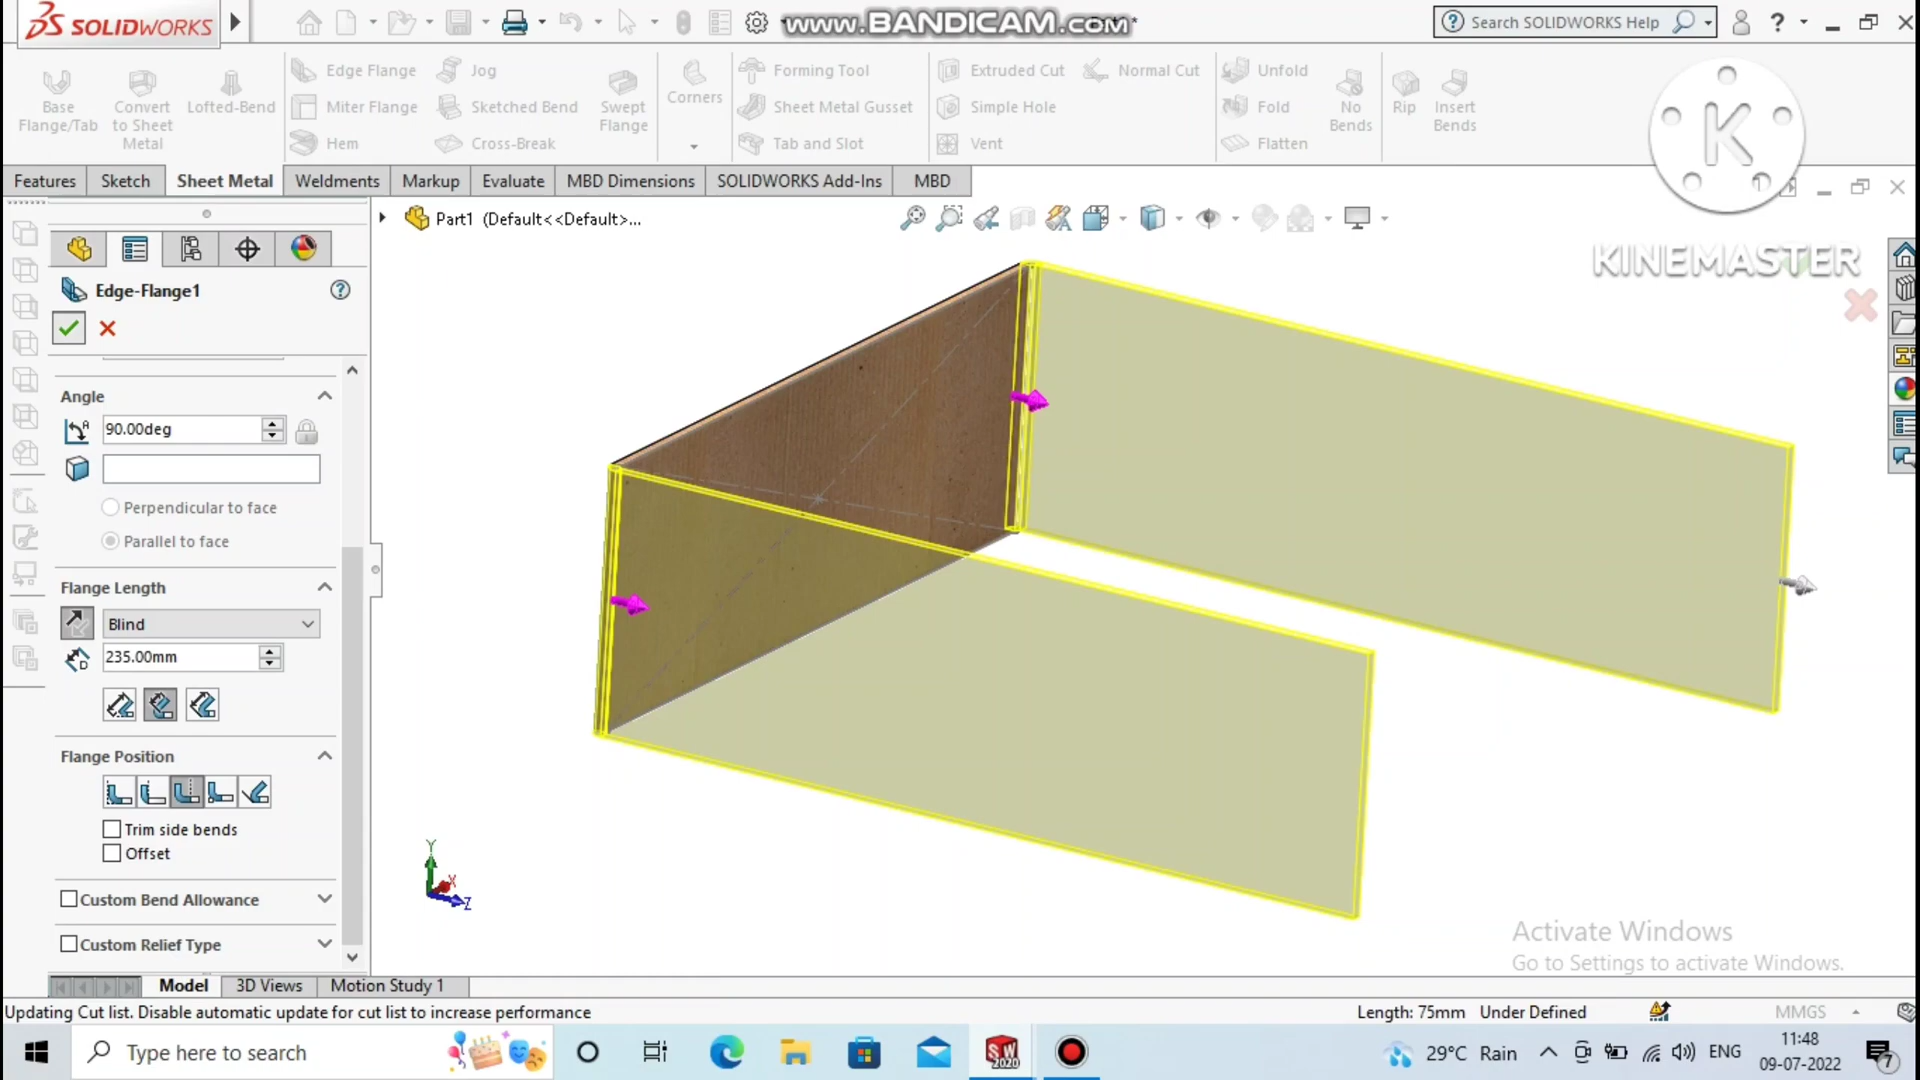 SOLIDWORKS
www.BANDICAM.com
Search SOLIDWORKS Help
Base
Flange/Tab
Convert
to Sheet
Metal
Lofted-Bend
Edge Flange
Miter Flange
Hem
Jog
Sketched Bend
Cross-Break
Swept
Flange
Corners
Forming Tool
Sheet Metal Gusset
Tab and Slot
Extruded Cut
Simple Hole
Vent
Normal Cut
Unfold
Fold
Flatten
No
Bends
Rip
Insert
Bends
K
KINEMASTER
Features
Sketch
Sheet Metal
Weldments
Markup
Evaluate
MBD Dimensions
SOLIDWORKS Add-Ins
MBD
Part1 (Default<<Default>...
Edge-Flange1
Angle
90.00deg
Perpendicular to face
Parallel to face
Flange Length
Blind
235.00mm
Flange Position
Trim side bends
Offset
Custom Bend Allowance
Custom Relief Type
Y
X
Z
Activate Windows
Go to Settings to activate Windows.
Model
3D Views
Motion Study 1
Updating Cut list. Disable automatic update for cut list to increase performance
Length: 75mm
Under Defined
MMGS
Type here to search
SW
2020
29°C Rain
ENG
11:48
09-07-2022
7